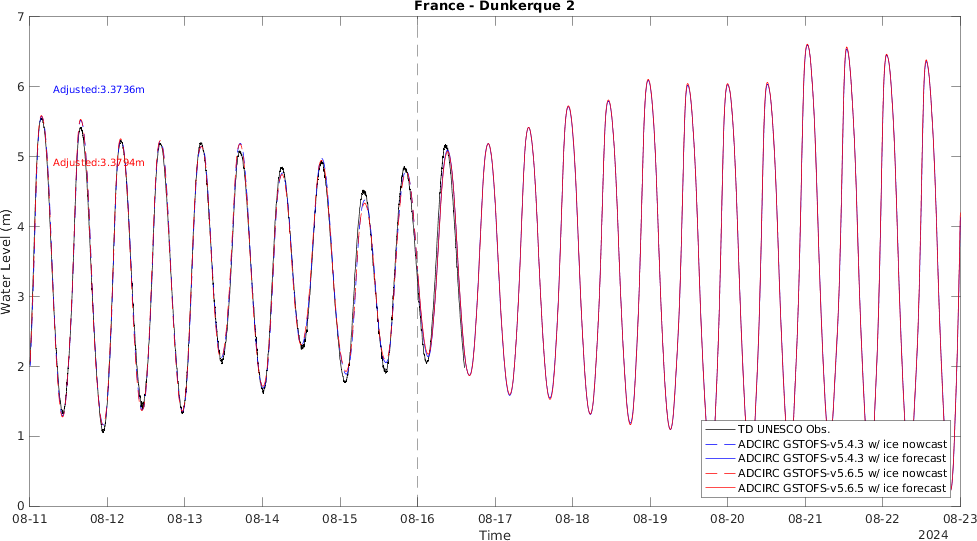 France - Dunkerque 2
7
6
5
4
3
2
1
0
Water Level (m)
Adjusted:3.3736m
Adjusted:3.3794m
TD UNESCO Obs.
ADCIRC GSTOFS-v5.4.3 w/ ice nowcast
ADCIRC GSTOFS-v5.4.3 w/ ice forecast
ADCIRC GSTOFS-v5.6.5 w/ ice nowcast
ADCIRC GSTOFS-v5.6.5 w/ ice forecast
08-11 08-12 08-13 08-14 08-15 08-16 08-17 08-18 08-19 08-20 08-21 08-22 08-23
Time
2024